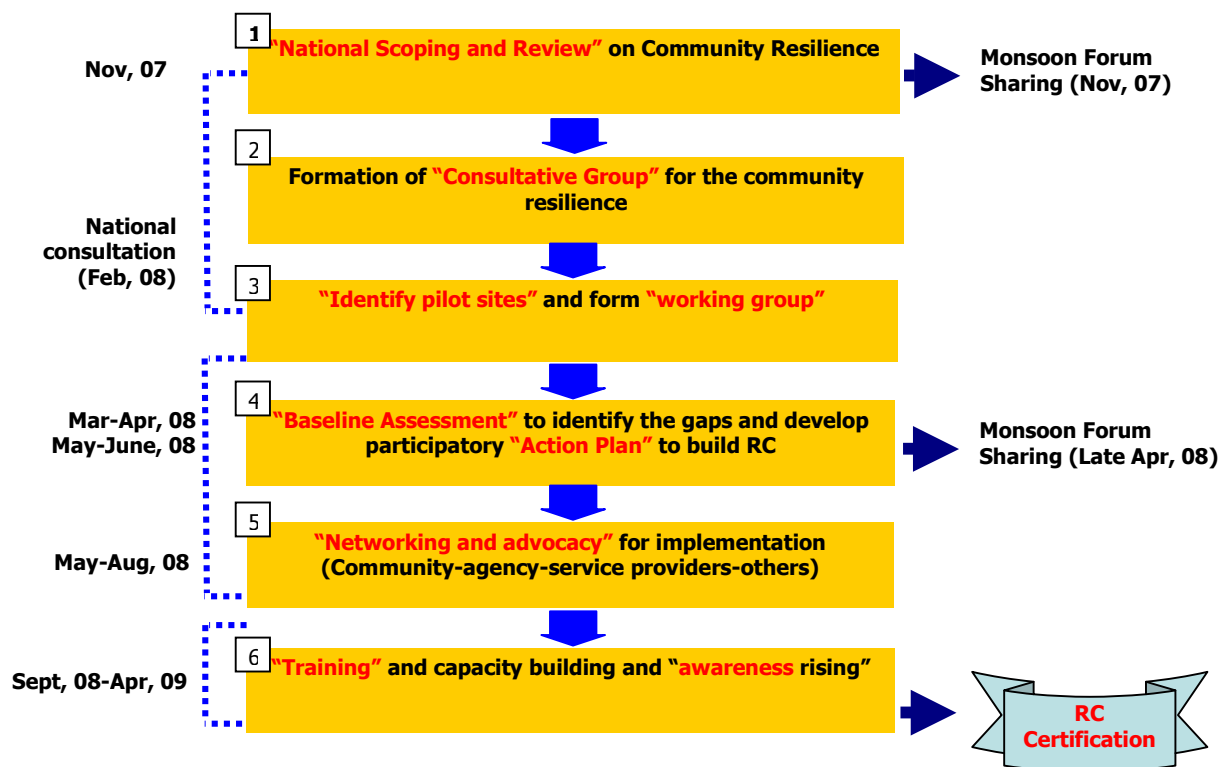 1
“National Scoping and Review” on Community Resilience
Nov, 07
Monsoon Forum
Sharing (Nov, 07)
2
Formation of “Consultative Group” for the community
resilience
National
consultation
(Feb, 08)
3
“Identify pilot sites” and form “working group”
4
Mar-Apr, 08
May-June, 08
“Baseline Assessment” to identify the gaps and develop
participatory “Action Plan” to build RC
Monsoon Forum
Sharing (Late Apr, 08)
5
“Networking and advocacy” for implementation
(Community-agency-service providers-others)
May-Aug, 08
6
“Training” and capacity building and “awareness rising”
Sept, 08-Apr, 09
RC
Certification